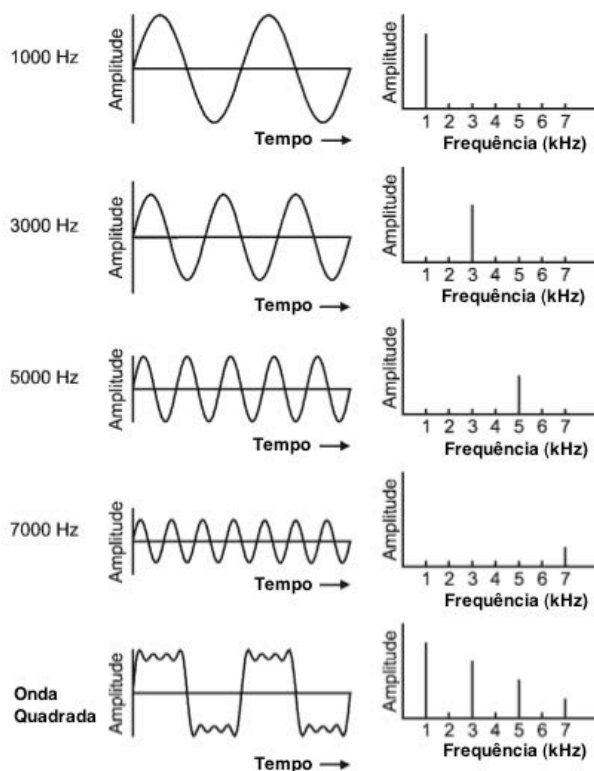 1000 Hz
Amplitude
Tempo
Amplitude
1 2 3 4 5 6 7
Frequência (kHz)
3000 Hz
Amplitude
Tempo
Amplitude
1 2 3 4 5 6 7
Frequência (kHz)
5000 Hz
Amplitude
Tempo
Amplitude
1 2 3 4 5 6 7
Frequência (kHz)
7000 Hz
Amplitude
Tempo
Amplitude
1 2 3 4 5 6 7
Frequência (kHz)
Onda
Quadrada
Amplitude
Tempo
Amplitude
1 2 3 4 5 6 7
Frequência (kHz)